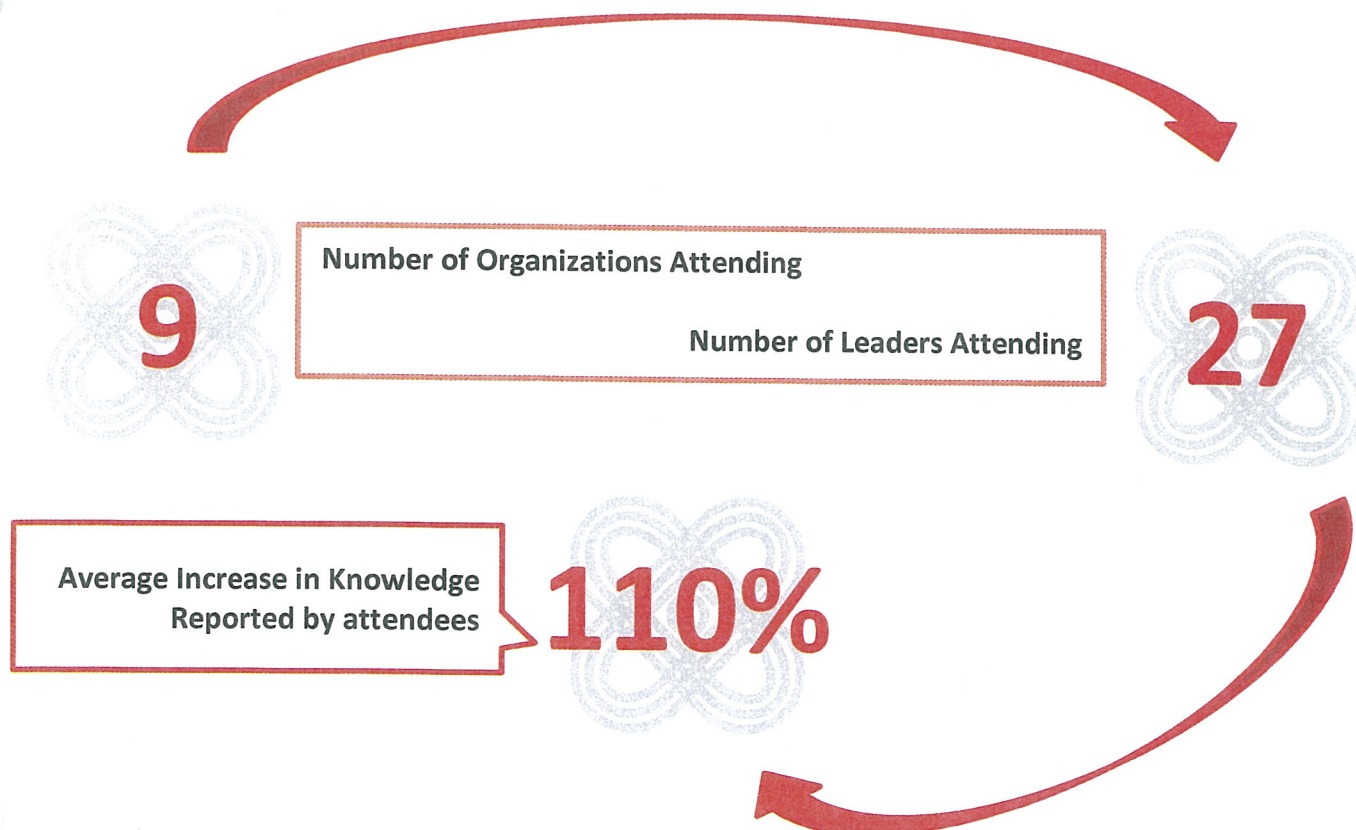 9
Number of Organizations Attending
Number of Leaders Attending
27
Average Increase in Knowledge
Reported by attendees
110%